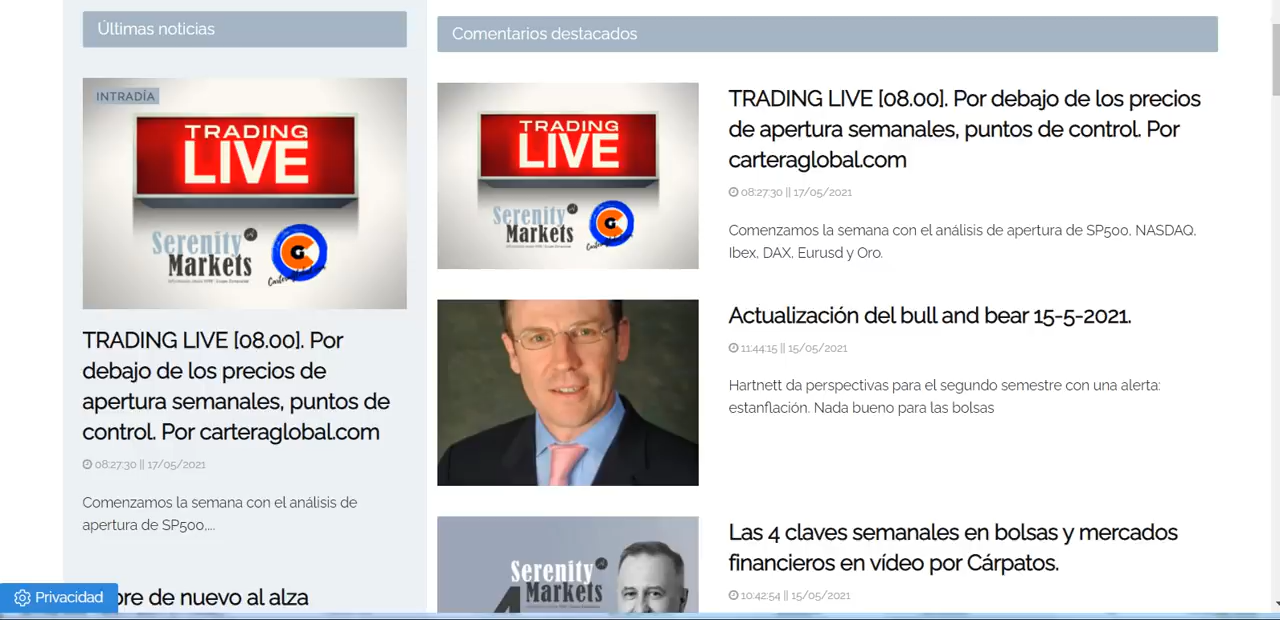 Últimas noticias
INTRADÍA
TRADING
LIVE
Serenity
Markets
G
Carteraglobal.com
TRADING LIVE [08.00]. Por
debajo de los precios de
apertura semanales, puntos de
control. Por carteraglobal.com
08:27:30 || 17/05/2021
Comenzamos la semana con el análisis de
apertura de SP500,...
bre de nuevo al alza
Privacidad
Comentarios destacados
TRADING
LIVE
Serenity
Markets
G
Carteraglobal.com
TRADING LIVE [08.00]. Por debajo de los precios
de apertura semanales, puntos de control. Por
carteraglobal.com
08:27:30 || 17/05/2021
Comenzamos la semana con el análisis de apertura de SP500, NASDAQ,
Ibex, DAX, Eurusd y Oro.
Actualización del bull and bear 15-5-2021.
11:44:15 || 15/05/2021
Hartnett da perspectivas para el segundo semestre con una alerta:
estanflación. Nada bueno para las bolsas
Serenity
Markets
4
Las 4 claves semanales en bolsas y mercados
financieros en vídeo por Cárpatos.
10:42:54 || 15/05/2021